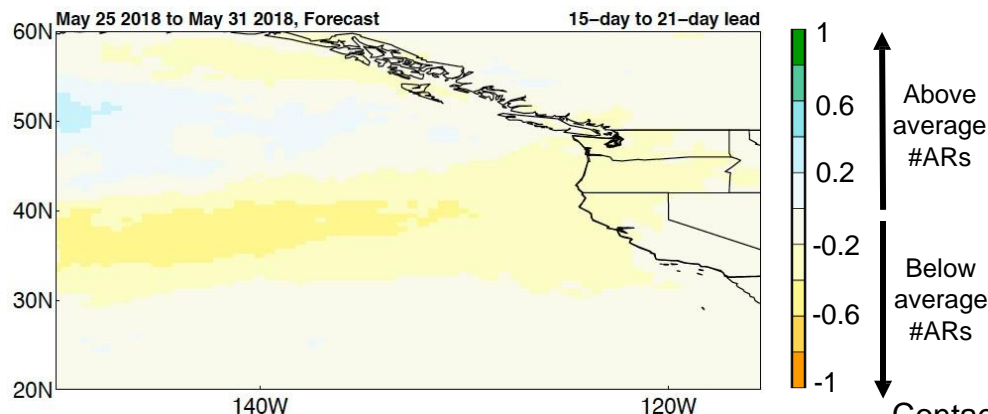 May 25 2018 to May 31 2018, Forecast 15−day to 21−day lead
60N
50N
40N
30N
20N
140W 120W
1
0.6
0.2
-0.2
-0.6
-1
Above
average
#ARs
Below
average
#ARs